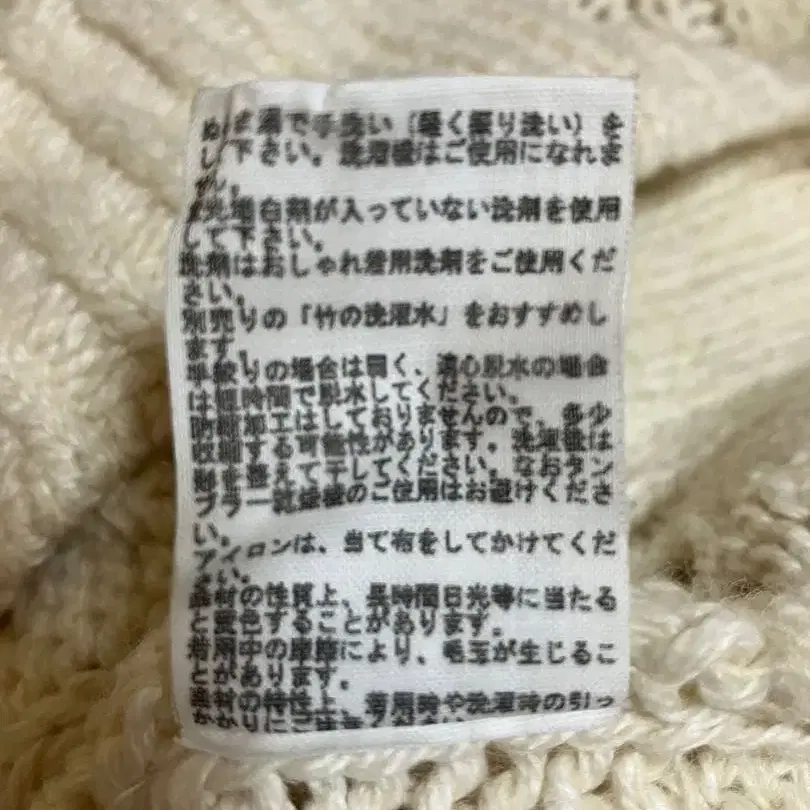 ぬるま湯で手洗い（軽く振り洗い）を
して下さい。洗濯機はご使用になれま
せん。
蛍光増白剤が入っていない洗剤を使用
して下さい。
洗剤はおしゃれ着用洗剤をご使用くだ
さい。
別売りの「竹の洗濯水」をおすすめし
ます。
手絞りの場合は弱く、遠心脱水の場合
は短時間で脱水してください。
防縮加工はしておりませんので、多少
収縮する可能性があります。洗濯後は
形を整えて干してください。なおタン
ブラー乾燥機のご使用はお避けくださ
い。
アイロンは、当て布をしてかけてくだ
さい。
素材の性質上、長時間日光等に当たる
と変色することがあります。
着用中の摩擦により、毛玉が生じるこ
とがあります。
素材の特性上、着用時や洗濯時の引っ
かかりにご注意ください。